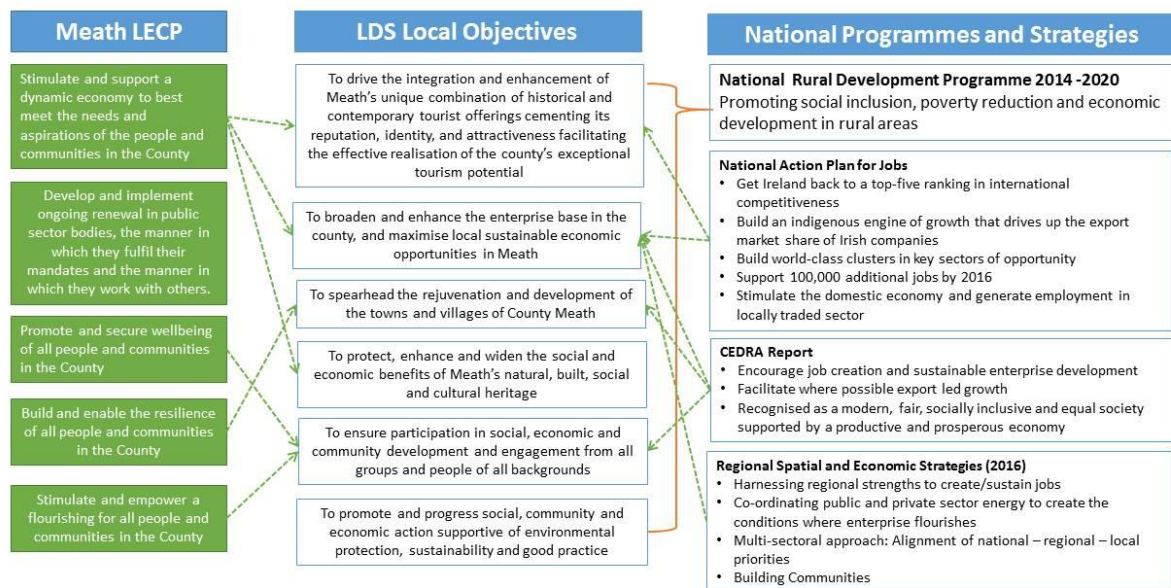 Meath LECP
Stimulate and support a
dynamic economy to best
meet the needs and
aspirations of the people and
communities in the County
Develop and implement
ongoing renewal in public
sector bodies, the manner in
which they fulfil their
mandates and the manner in
which they work with others.
Promote and secure wellbeing
of all people and communities
in the County
Build and enable the resilience
of all people and communities
in the County
Stimulate and empower a
flourishing for all people and
communities in the County
LDS Local Objectives
To drive the integration and enhancement of
Meath's unique combination of historical and
contemporary tourist offerings cementing its
reputation, identity, and attractiveness facilitating
the effective realisation of the county's exceptional
tourism potential
To broaden and enhance the enterprise base in the
county, and maximise local sustainable economic
opportunities in Meath
To spearhead the rejuvenation and development of
the towns and villages of County Meath
To protect, enhance and widen the social and
economic benefits of Meath's natural, built, social
and cultural heritage
To ensure participation in social, economic and
community development and engagement from all
groups and people of all backgrounds
To promote and progress social, community and
economic action supportive of environmental
protection, sustainability and good practice
National Programmes and Strategies
National Rural Development Programme 2014 -2020
Promoting social inclusion, poverty reduction and economic
development in rural areas
National Action Plan for Jobs
• Get Ireland back to a top-five ranking in international
competitiveness
• Build an indigenous engine of growth that drives up the export
market share of Irish companies
• Build world-class clusters in key sectors of opportunity
• Support 100,000 additional jobs by 2016
• Stimulate the domestic economy and generate employment in
locally traded sector
CEDRA Report
• Encourage job creation and sustainable enterprise development
• Facilitate where possible export led growth
• Recognised as a modern, fair, socially inclusive and equal society
supported by a productive and prosperous economy
Regional Spatial and Economic Strategies (2016)
• Harnessing regional strengths to create/sustain jobs
• Co-ordinating public and private sector energy to create the
conditions where enterprise flourishes
• Multi-sectoral approach: Alignment of national – regional – local
priorities
• Building Communities